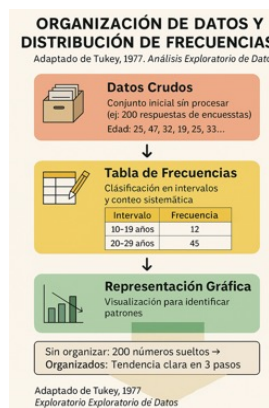 ORGANIZACIÓN DE DATOS Y
DISTRIBUCIÓN DE FRECUENCIAS
Adaptado de Tukey, 1977. Análisis Exploratorio de Dato
Datos Crudos
Conjunto inicial sin procesar
(ej: 200 respuestas de encuesstas)
Edad: 25, 47, 32, 19, 25, 33...
Tabla de Frecuencias
Clasificación en intervalos
y conteo sistemática
Intervalo Frecuencia
10–19 años 12
20–29 años 45
Representación Gráfica
Visualización para identificar
patrones
Sin organizar: 200 números sueltos →
Organizados: Tendencia clara en 3 pasos
Adaptado de Tukey, 1977
Exploratorio Exploratorio de Datos